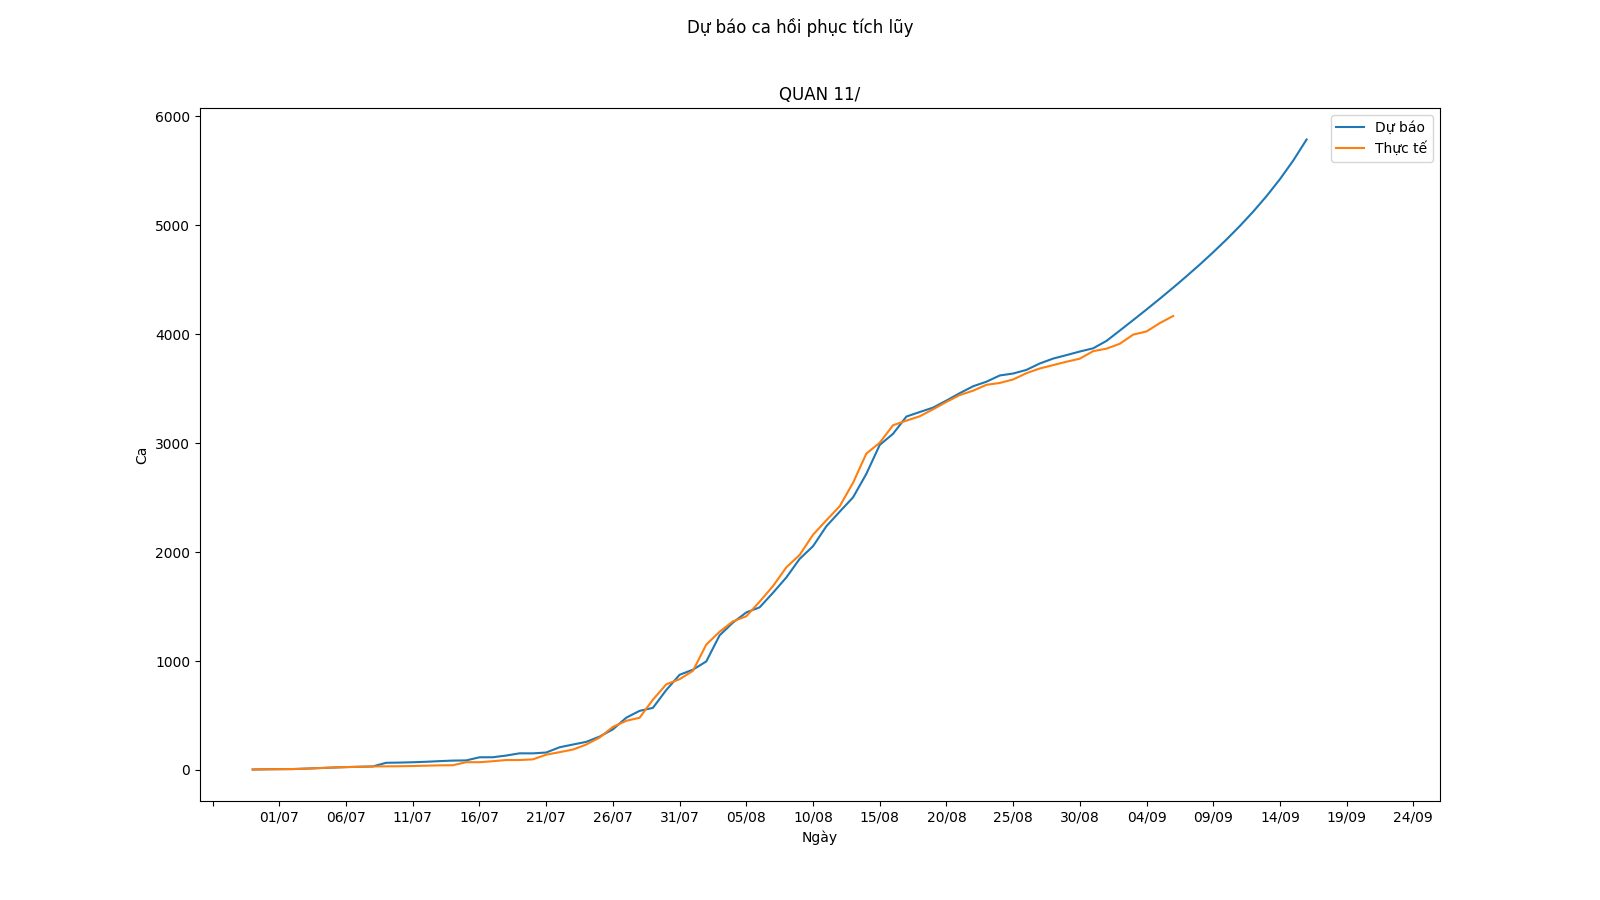 Dự báo ca hồi phục tích lũy
QUAN 11/
6000
5000
4000
3000
2000
1000
0
Ca
Dự báo
Thực tế
01/07 06/07 11/07 16/07 21/07 26/07 31/07 05/08 10/08 15/08 20/08 25/08 30/08 04/09 09/09 14/09 19/09 24/09
Ngày